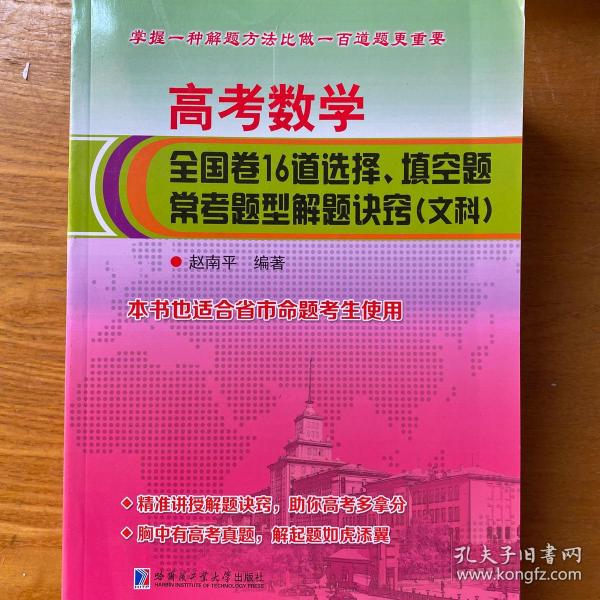 掌握一种解题方法比做一百道题更重要
高考数学
全国卷16道选择、填空题
常考题型解题诀窍(文科)
●赵南平 编著
本书也适合省市命题考生使用
精准讲授解题诀窍，助你高考多拿分
胸中有高考真题，解起题如虎添翼
哈尔滨工业大学出版社
HARBIN INSTITUTE OF TECHNOLOGY PRESS
孔夫子旧书网
www.kongfz.com